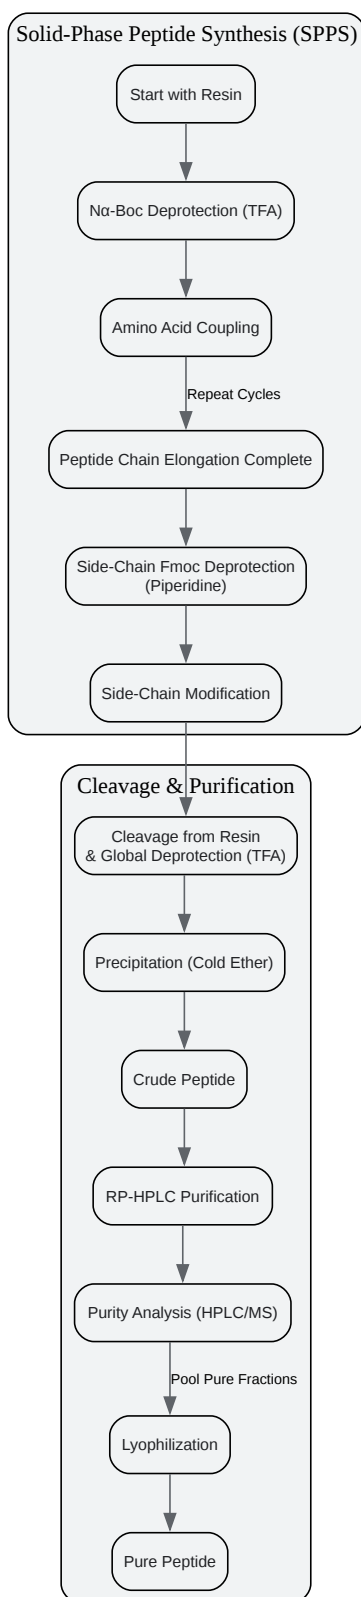 Solid-Phase Peptide Synthesis (SPPS)
Start with Resin
Nα-Boc Deprotection (TFA)
Amino Acid Coupling
Repeat Cycles
Peptide Chain Elongation Complete
Side-Chain Fmoc Deprotection
(Piperidine)
Side-Chain Modification
Cleavage & Purification
Cleavage from Resin
& Global Deprotection (TFA)
Precipitation (Cold Ether)
Crude Peptide
RP-HPLC Purification
Purity Analysis (HPLC/MS)
Pool Pure Fractions
Lyophilization
Pure Peptide